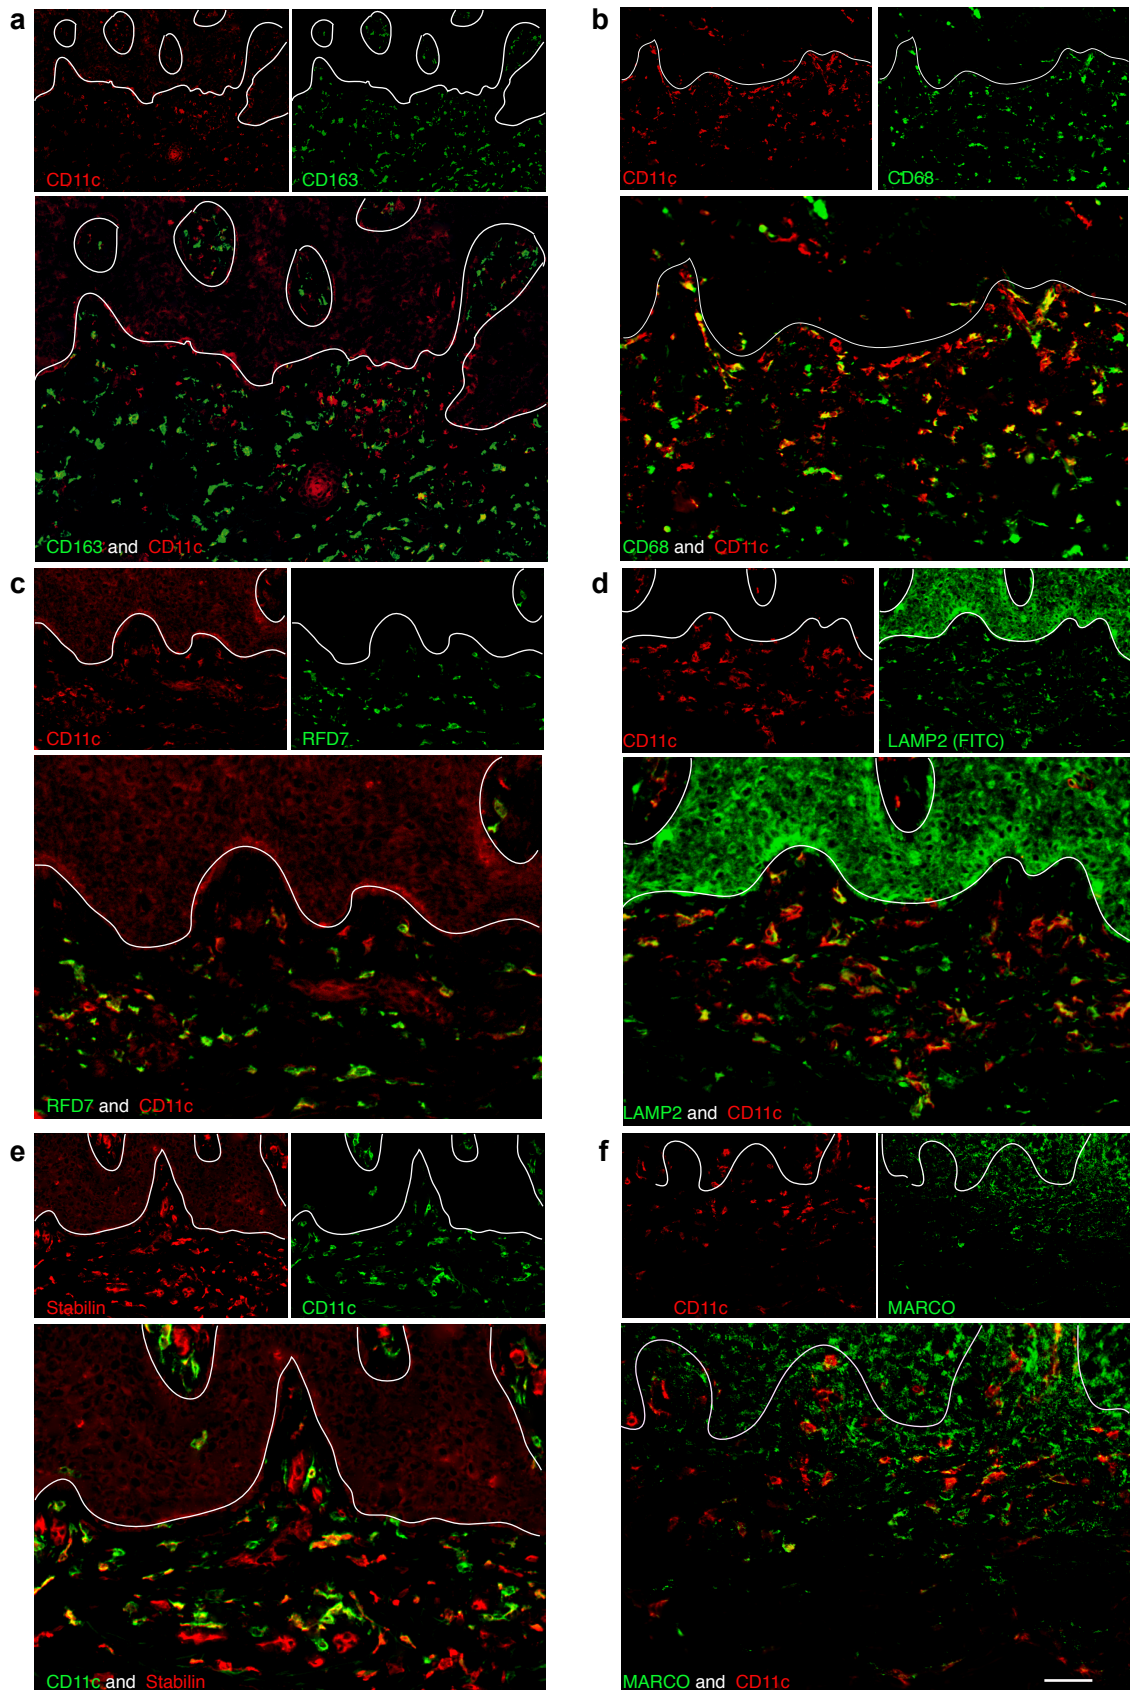 a
CD11c
CD163
CD163 and CD11c
b
CD11c
CD68
CD68 and CD11c
c
CD11c
RFD7
RFD7 and CD11c
d
CD11c
LAMP2 (FITC)
LAMP2 and CD11c
e
Stabilin
CD11c
CD11c and Stabilin
f
CD11c
MARCO
MARCO and CD11c